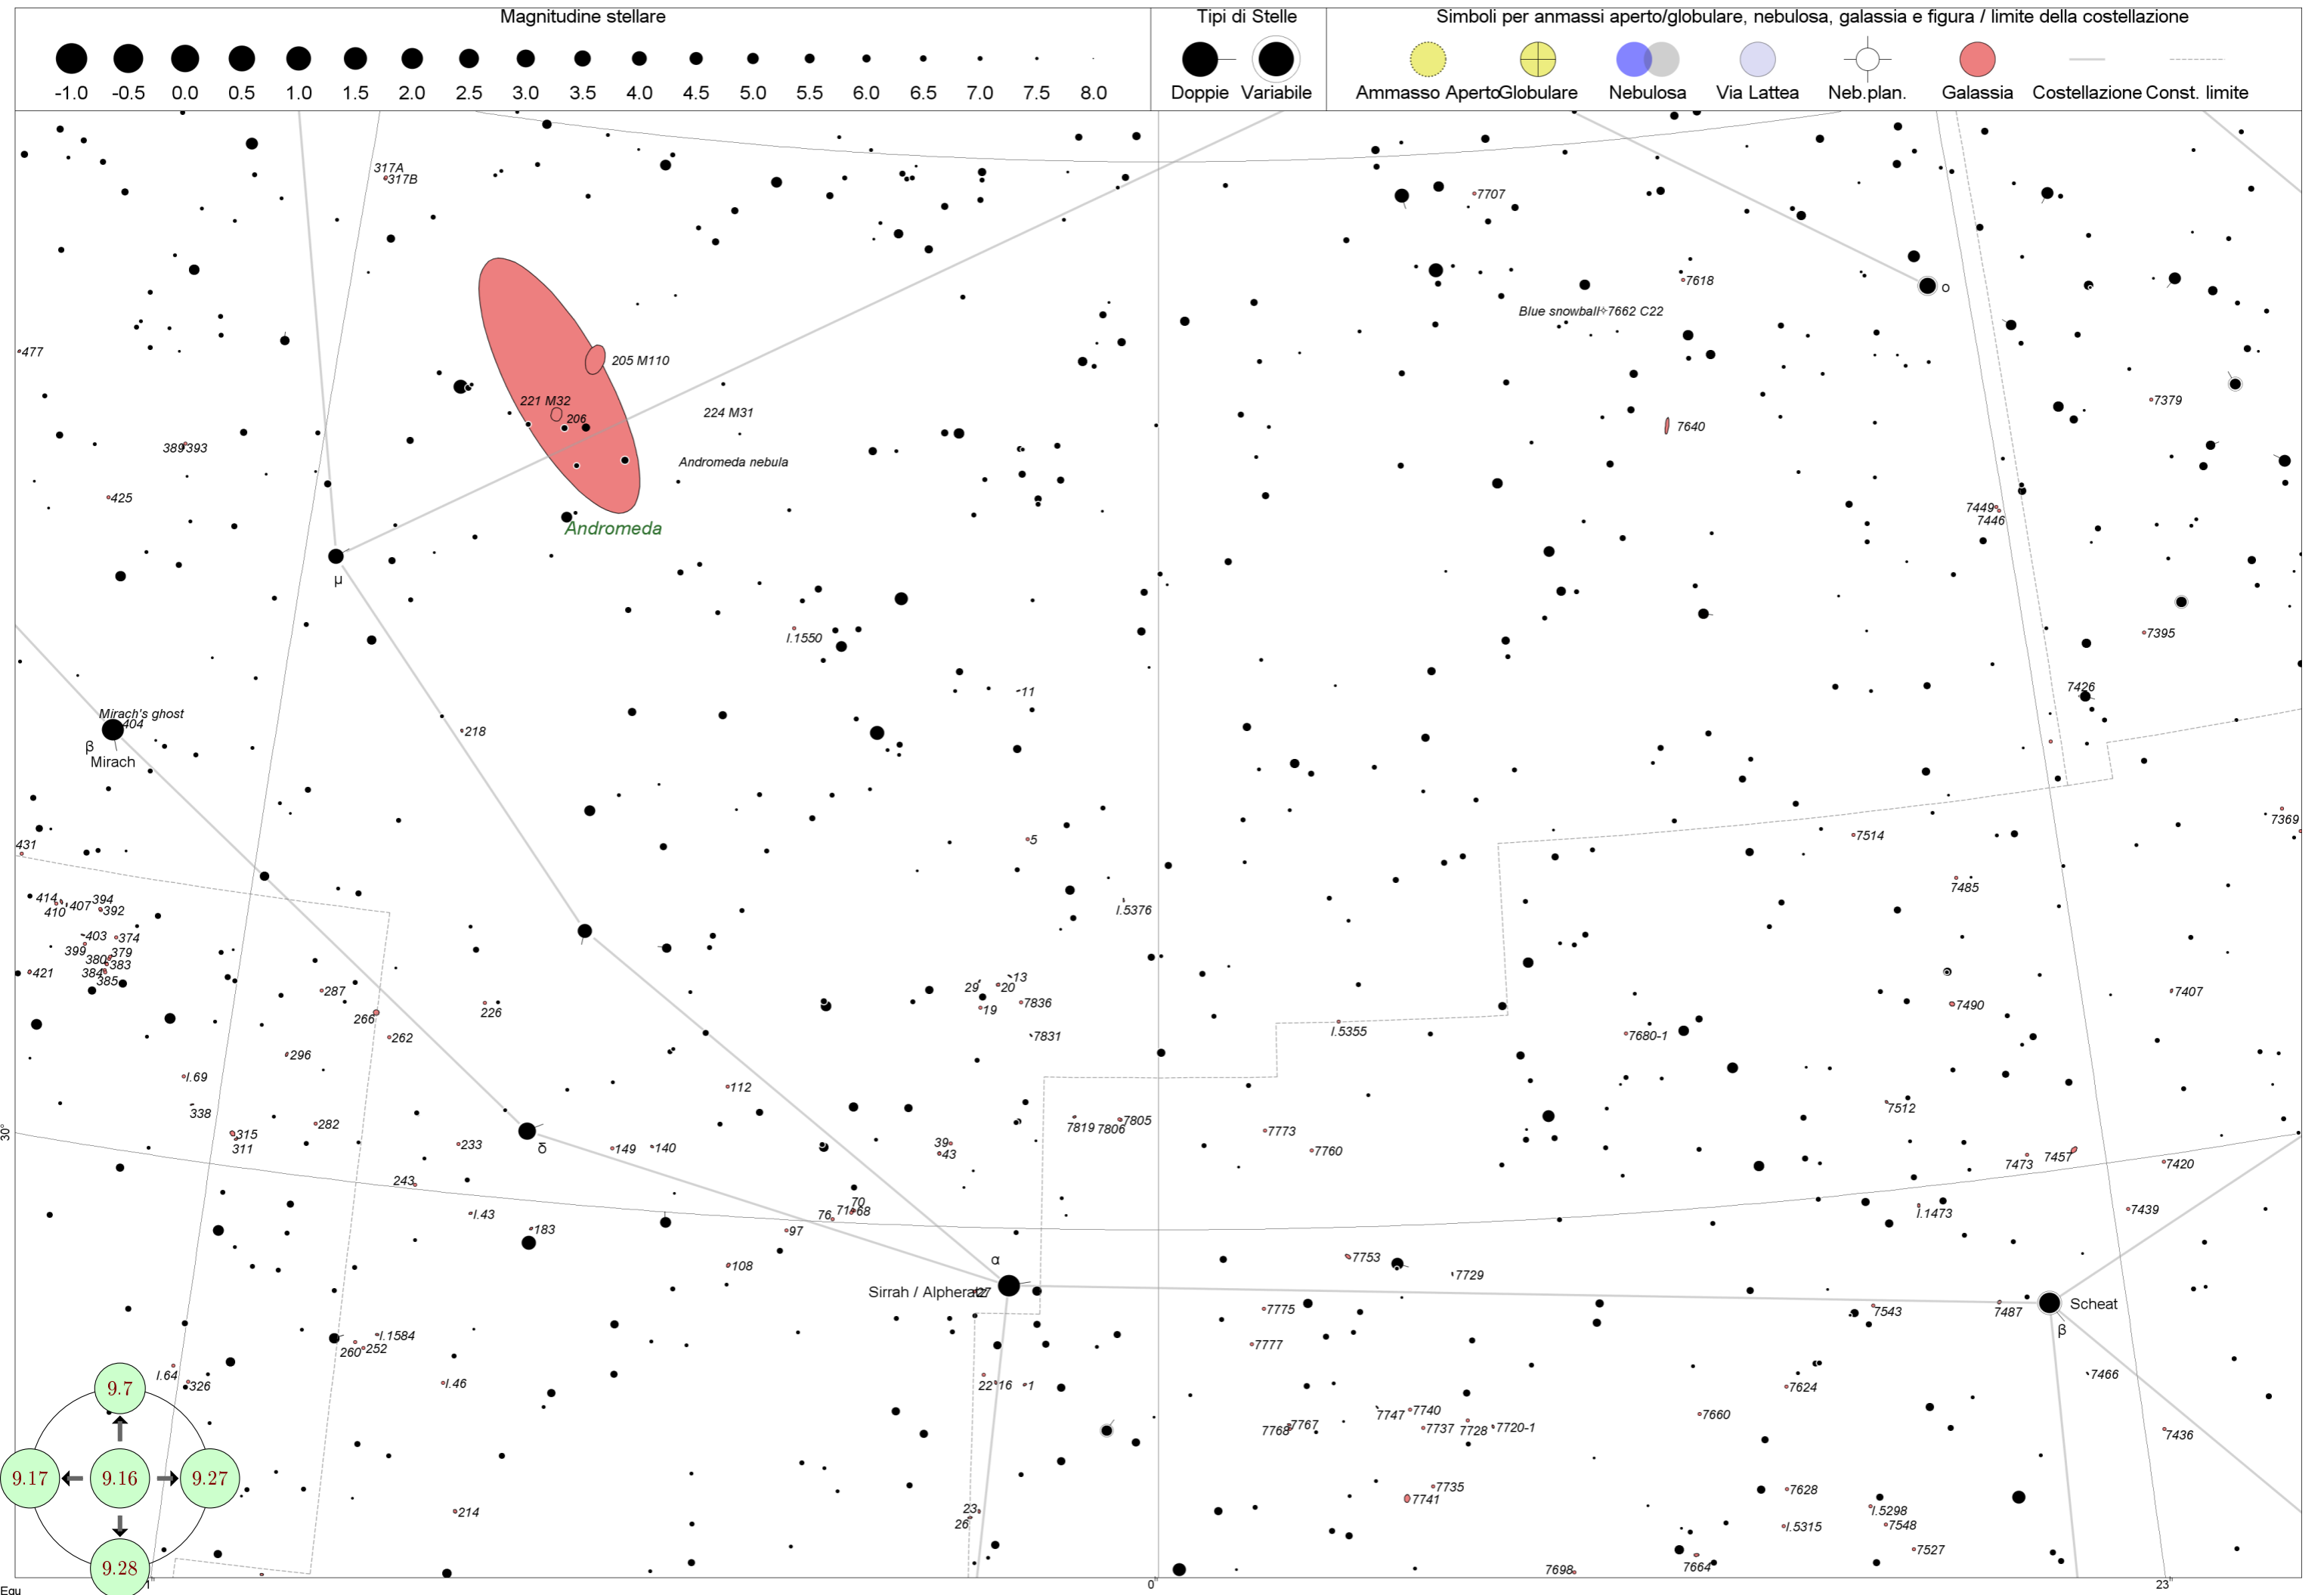 Magnitudine stellare
Tipi di Stelle
Simboli per anmassi aperto/globulare, nebulosa, galassia e figura / limite della costellazione
-1.0 -0.5 0.0 0.5 1.0 1.5 2.0 2.5 3.0 3.5 4.0 4.5 5.0 5.5 6.0 6.5 7.0 7.5 8.0
Doppie Variabile
Ammasso Aperto Globulare Nebulosa Via Lattea Neb.plan. Galassia Costellazione Const. limite
317A
317B
7707
7618
ο
Blue snowball 7662 C22
477
205 M110
7379
221 M32
224 M31
206
7640
389 393
Andromeda nebula
425
7449
7446
Andromeda
μ
I.1550
7395
11
7426
Mirach's ghost
404
218
β
Mirach
7369
5
7514
431
7485
414
394
410
407
392
I.5376
403
374
399
379
380
383
421
384
385
13
29
20
287
7836
7407
226
19
7490
266
I.5355
262
7831
7680-1
296
I.69
112
338
7512
282
7819 7806
7805
30°
315
7773
311
233
δ
149
140
39
43
7760
7457
7473
7420
243
70
76
71
68
I.43
I.1473
7439
183
97
7753
α
108
7729
Sirrah / Alpheratz
27
7775
7543
7487
Scheat
β
I.1584
7777
260
252
I.64
326
I.46
22
16
1
7466
7624
9.7
7747
7740
7660
7768
7767
7737
7728
7720-1
7436
9.17
9.16
9.27
7735
7628
7741
214
23
I.5298
26
I.5315
7548
7527
9.28
7698
7664
1h
0h
23h
Equ